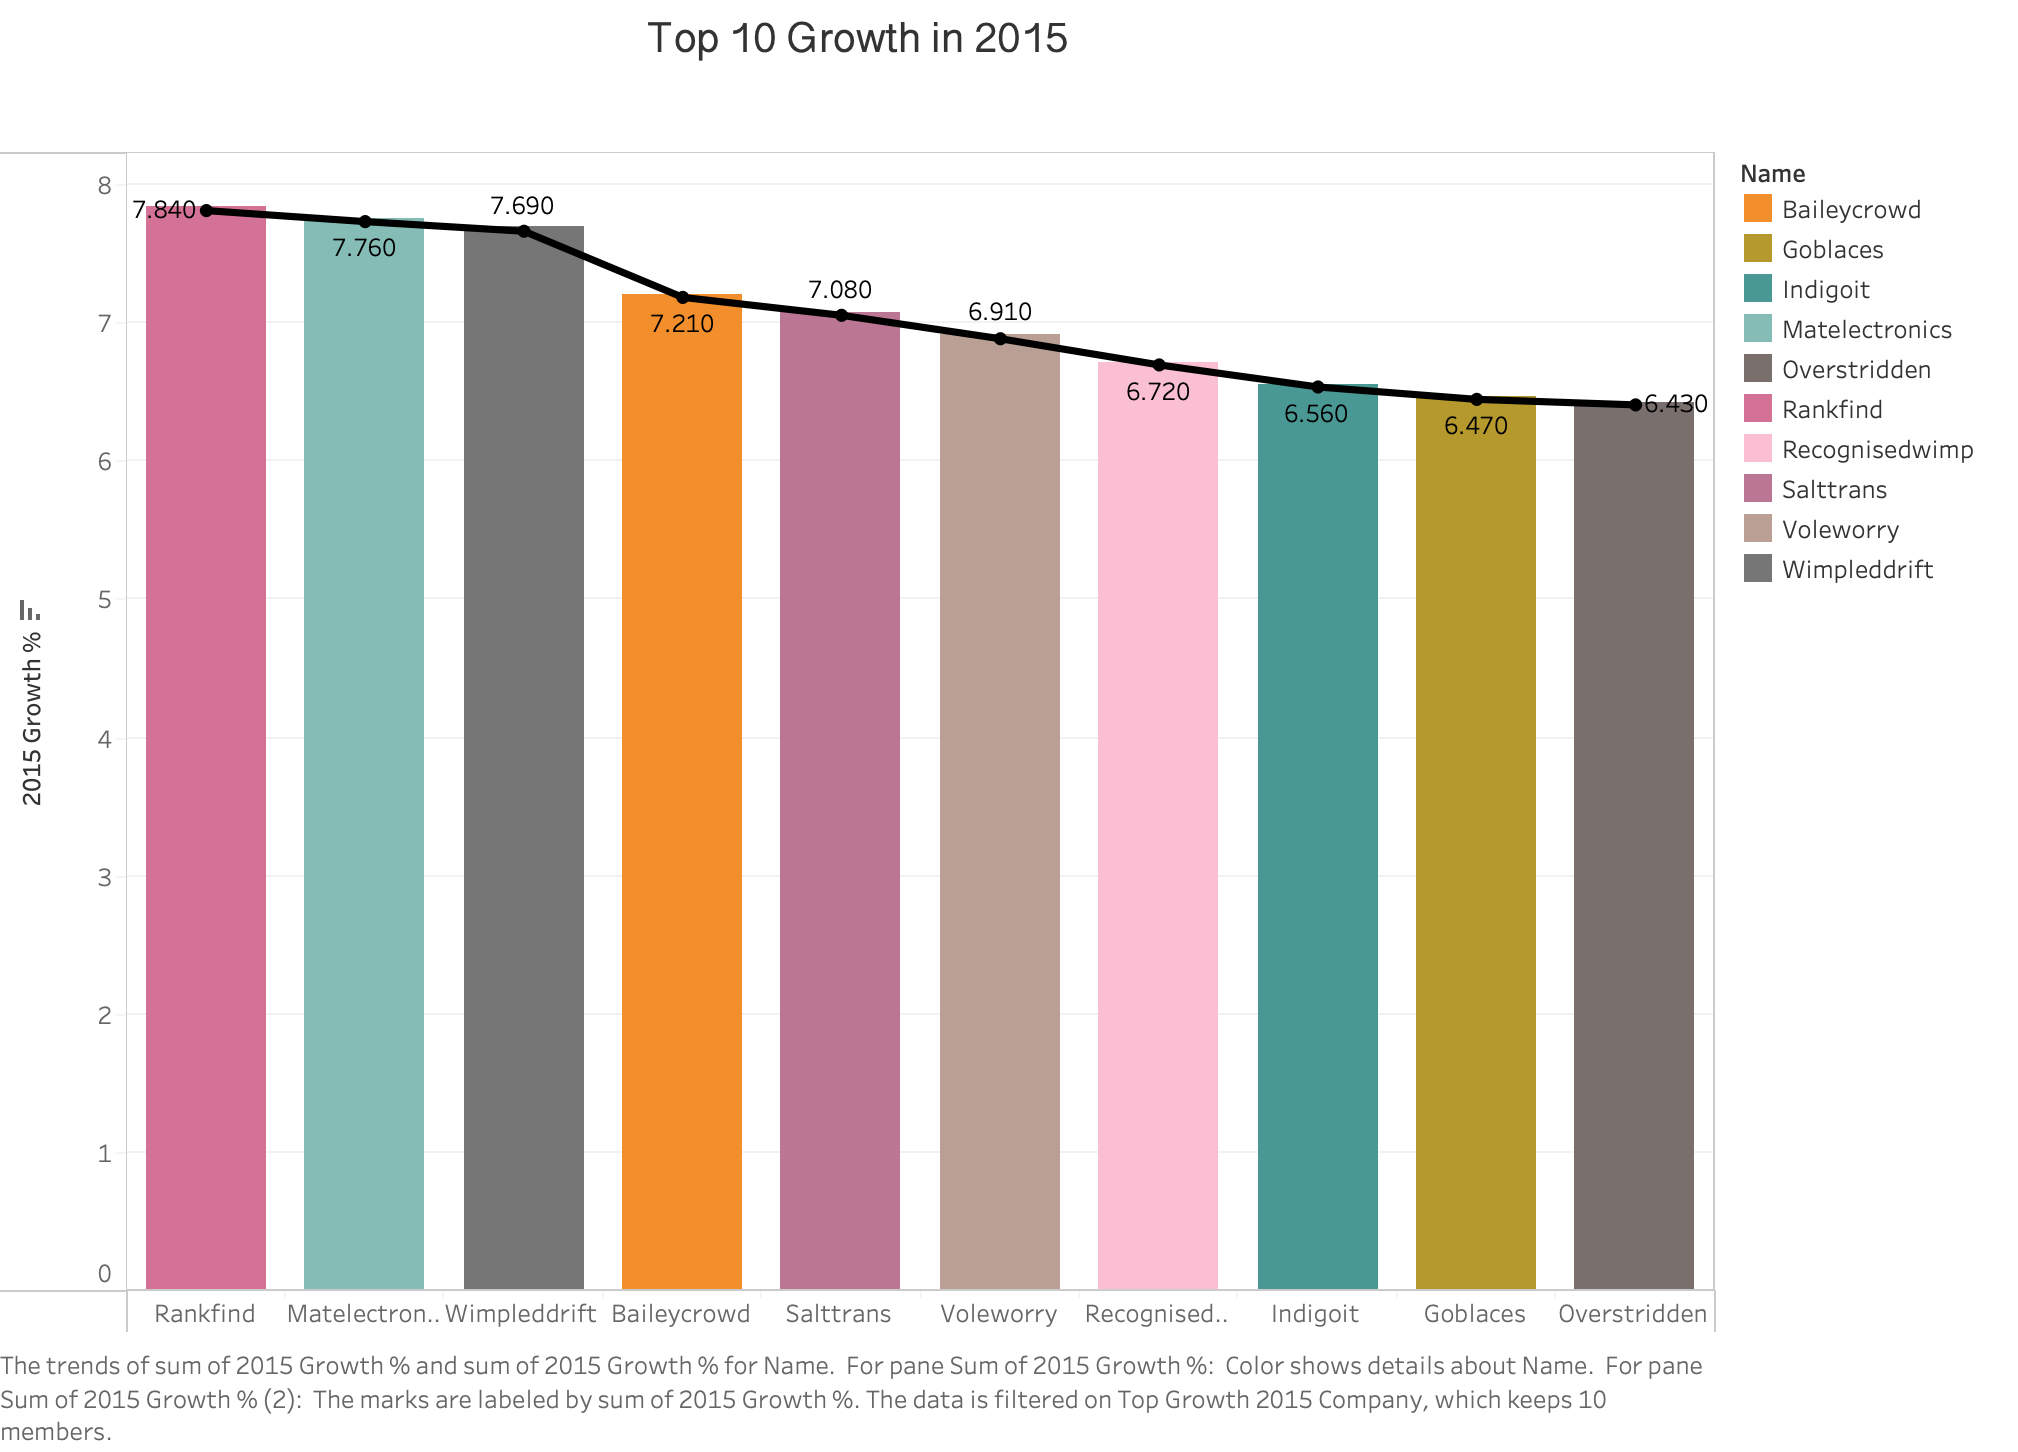 Top 10 Growth in 2015
8
7
6
5
4
3
2
1
0
2015 Growth %
7.840
7.760
7.690
7.210
7.080
6.910
6.720
6.560
6.470
6.430
Rankfind
Matelectron..
Wimpleddrift
Baileycrowd
Salttrans
Voleworry
Recognised..
Indigoit
Goblaces
Overstridden
Name
Baileycrowd
Goblaces
Indigoit
Matelectronics
Overstridden
Rankfind
Recognisedwimp
Salttrans
Voleworry
Wimpleddrift
The trends of sum of 2015 Growth % and sum of 2015 Growth % for Name.  For pane Sum of 2015 Growth %:  Color shows details about Name.  For pane
Sum of 2015 Growth % (2):  The marks are labeled by sum of 2015 Growth %. The data is filtered on Top Growth 2015 Company, which keeps 10
members.